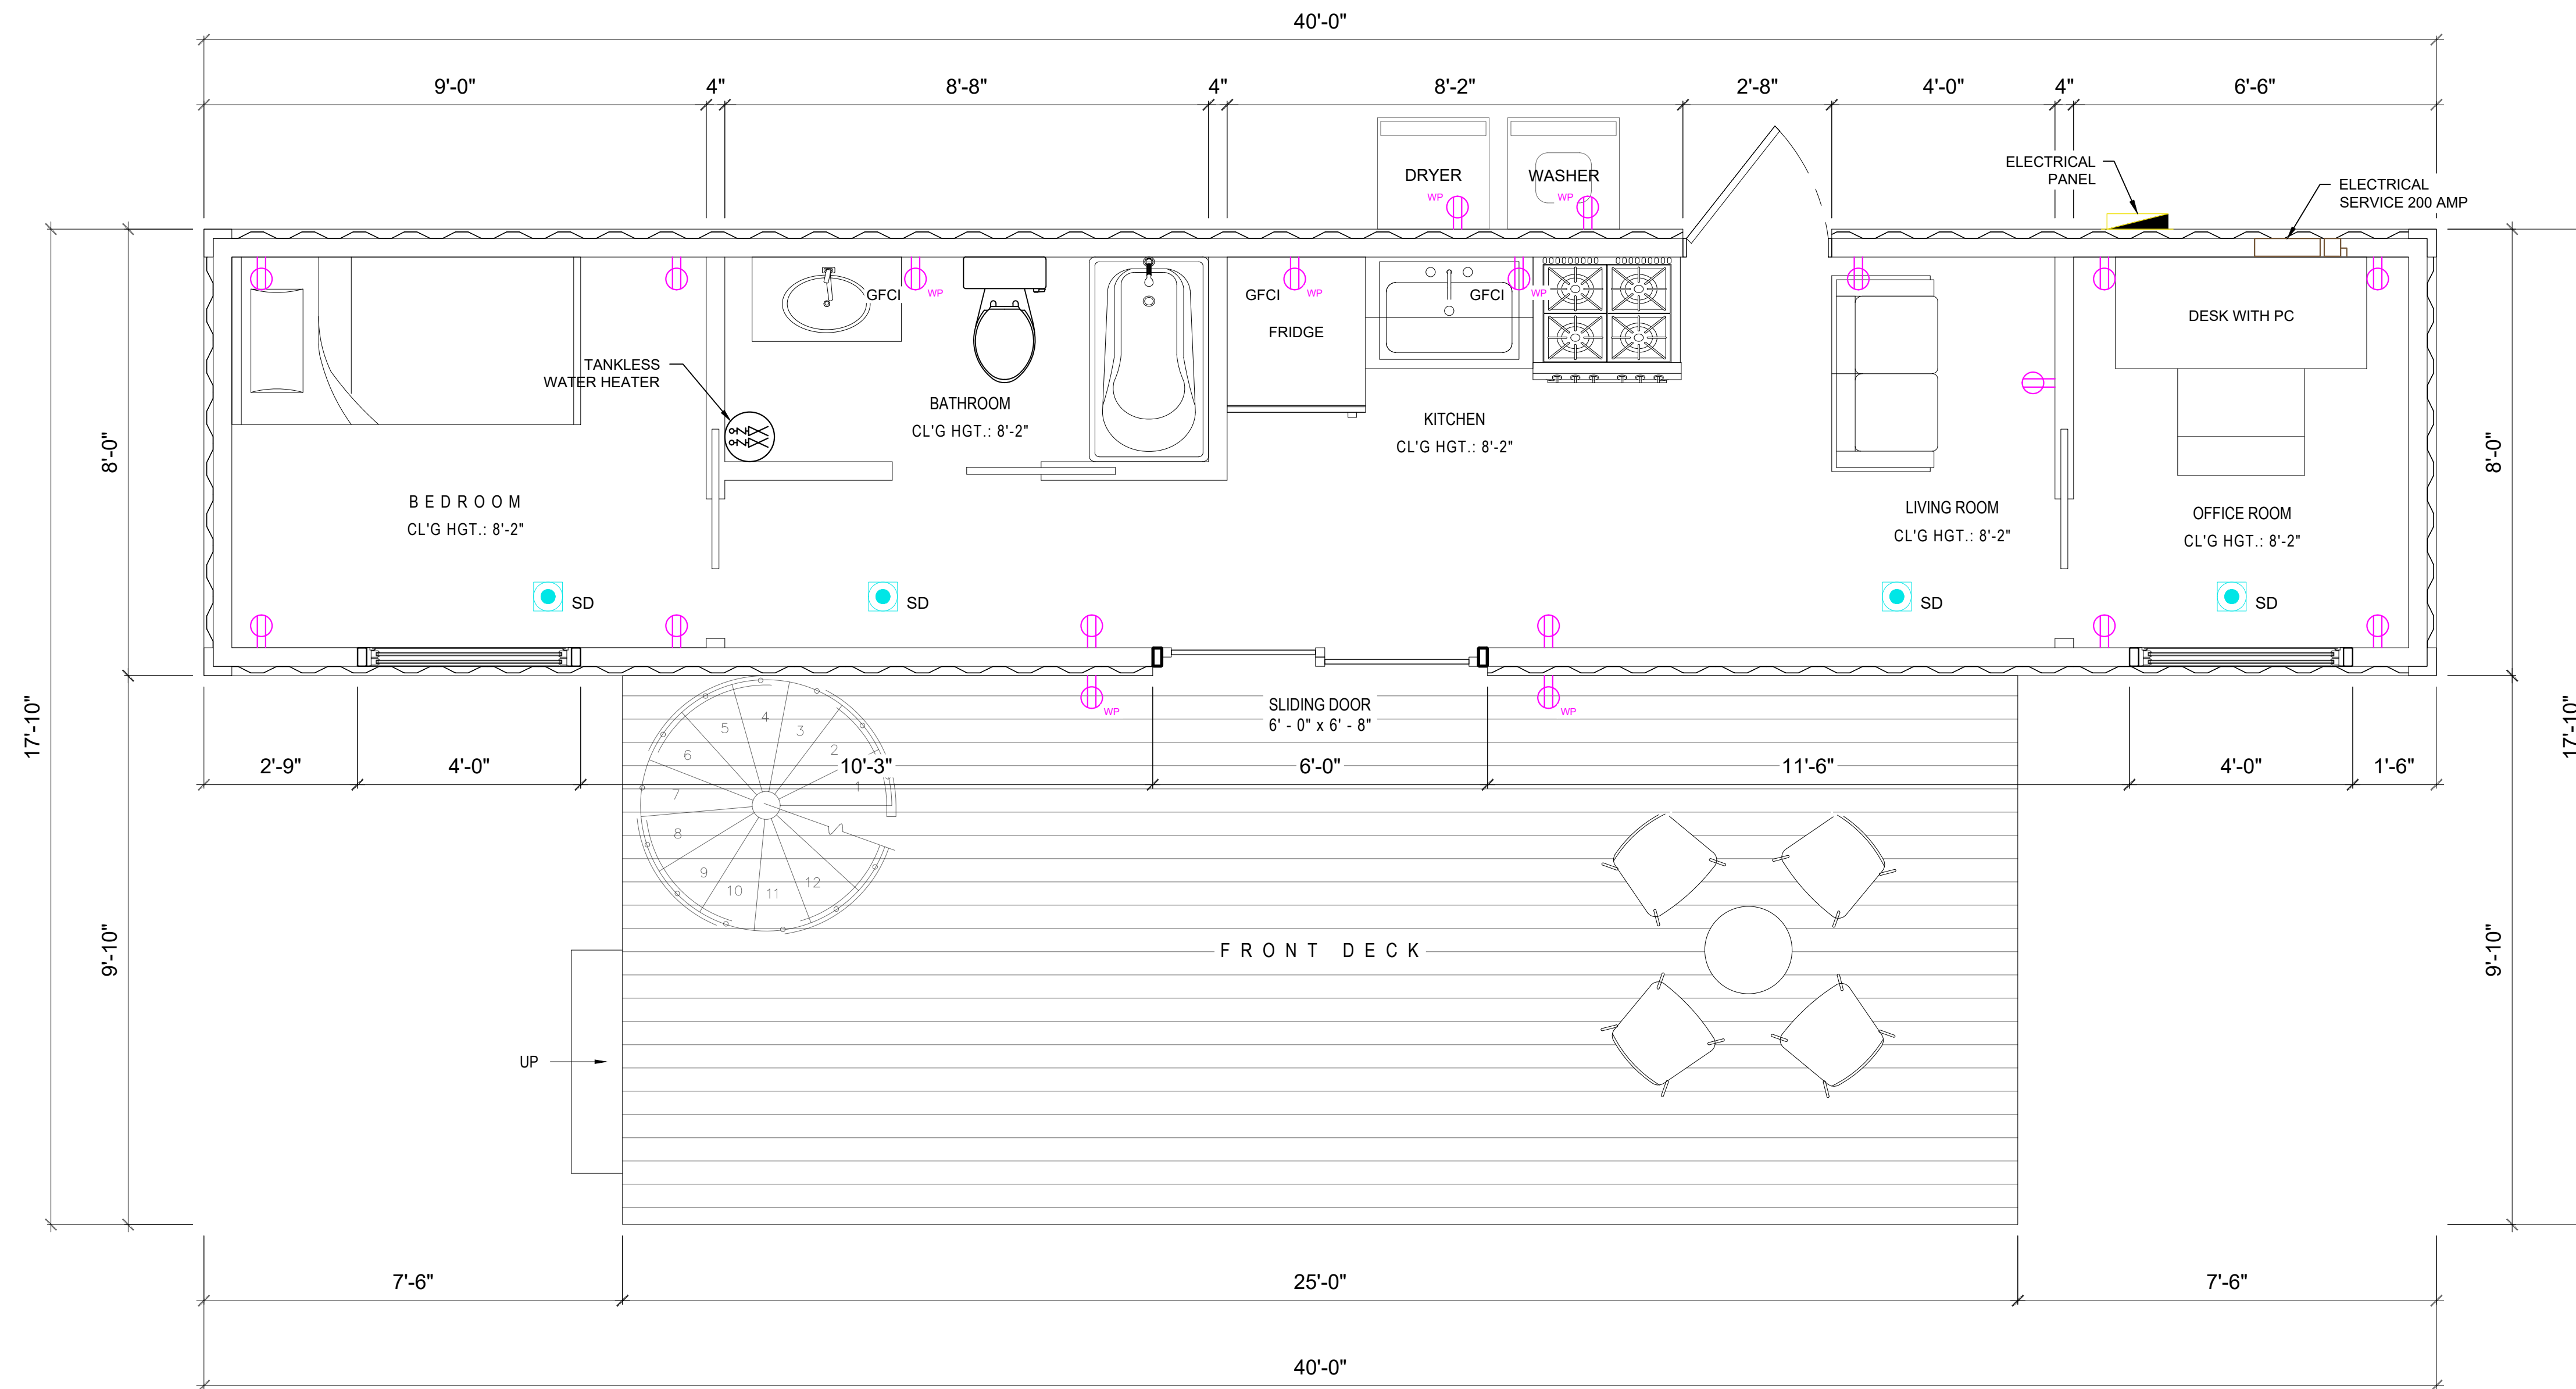 40'-0"
9'-0" 4" 8'-8" 4" 8'-2" 2'-8" 4'-0" 4" 6'-6"
ELECTRICAL
PANEL
ELECTRICAL
SERVICE 200 AMP
DRYER
WP
WASHER
WP
GFCI
WP
GFCI
WP
GFCI
WP
FRIDGE
DESK WITH PC
TANKLESS
WATER HEATER
BATHROOM
CL'G HGT.: 8'-2"
KITCHEN
CL'G HGT.: 8'-2"
BEDROOM
CL'G HGT.: 8'-2"
LIVING ROOM
CL'G HGT.: 8'-2"
OFFICE ROOM
CL'G HGT.: 8'-2"
8'-0"
8'-0"
SD
SD
SD
SD
WP
WP
SLIDING DOOR
6' - 0" x 6' - 8"
17'-10"
17'-10"
2'-9" 4'-0" 10'-3" 6'-0" 11'-6" 4'-0" 1'-6"
1
2
3
4
5
6
7
8
9
10
11
12
9'-10"
9'-10"
FRONT DECK
UP
7'-6" 25'-0" 7'-6"
40'-0"